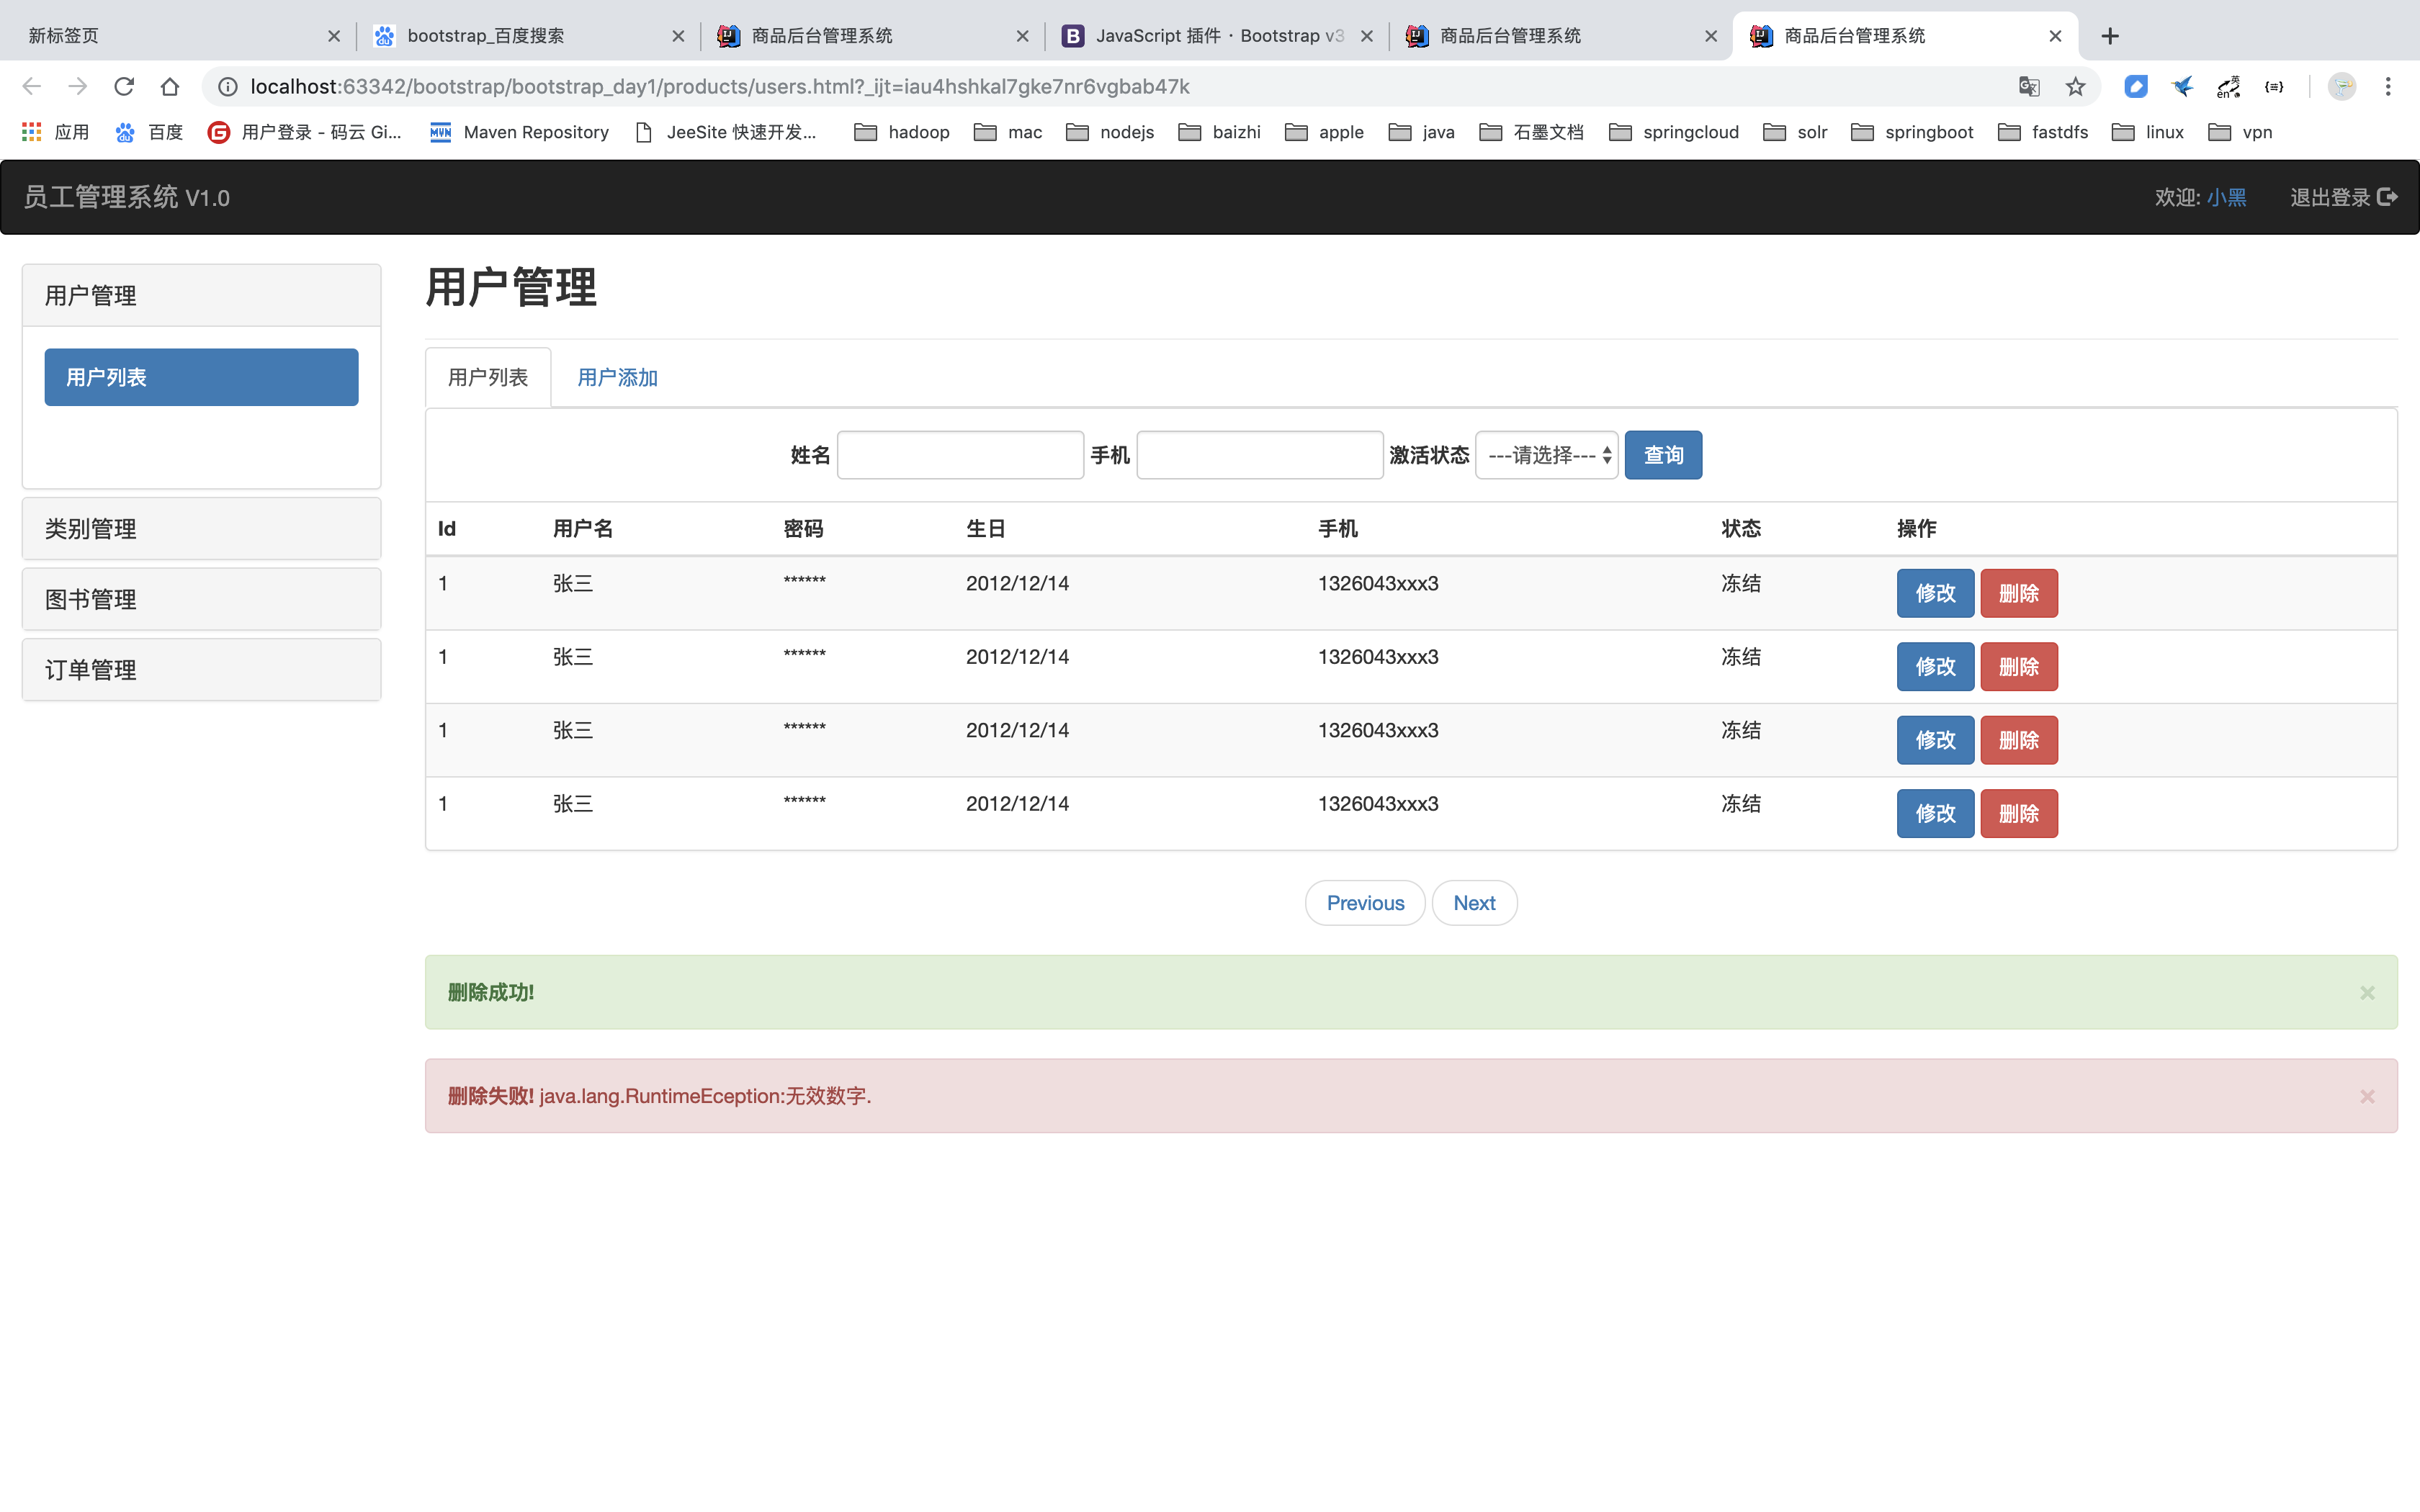 新标签页 bootstrap_百度搜索 商品后台管理系统 JavaScript 插件 · Bootstrap v3 商品后台管理系统 商品后台管理系统
localhost:63342/bootstrap/bootstrap_day1/products/users.html?_ijt=iau4hshkal7gke7nr6vgbab47k
应用 百度 用户登录 - 码云 Gi... Maven Repository JeeSite 快速开发... hadoop mac nodejs baizhi apple java 石墨文档 springcloud solr springboot fastdfs linux vpn
员工管理系统 V1.0 欢迎: 小黑 退出登录
用户管理
用户列表
类别管理
图书管理
订单管理
用户管理
用户列表 用户添加
姓名 手机 激活状态 ---请选择--- 查询
Id 用户名 密码 生日 手机 状态 操作
1 张三 ****** 2012/12/14 1326043xxx3 冻结 修改 删除
1 张三 ****** 2012/12/14 1326043xxx3 冻结 修改 删除
1 张三 ****** 2012/12/14 1326043xxx3 冻结 修改 删除
1 张三 ****** 2012/12/14 1326043xxx3 冻结 修改 删除
Previous Next
删除成功! ×
删除失败! java.lang.RuntimeEception:无效数字. ×